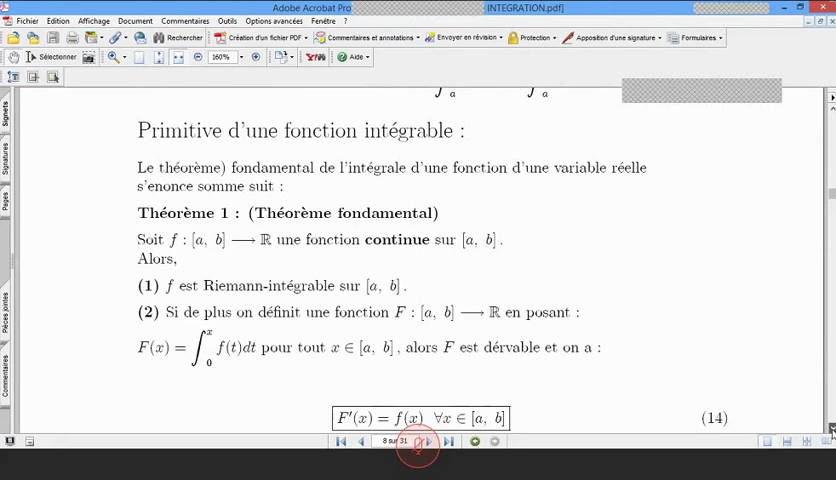 Adobe Acrobat Pro
INTEGRATION.pdf]
Fichier Edition Affichage Document Commentaires Outils Options avancées Fenêtre ?
Rechercher Création d'un fichier PDF Commentaires et annotations Envoyer en révision Protection Apposition d'une signature Formulaires
Sélectionner 160% Y! Aide
∫ a ∫ a
Primitive d'une fonction intégrable :
Le théorème) fondamental de l'intégrale d'une fonction d'une variable réelle
s'enonce somme suit :
Théorème 1 : (Théorème fondamental)
Soit f : [a, b] ⟶ ℝ une fonction continue sur [a, b] .
Alors,
(1) f est Riemann-intégrable sur [a, b] .
(2) Si de plus on définit une fonction F : [a, b] ⟶ ℝ en posant :
F(x) = ∫₀ˣ f(t)dt pour tout x ∈ [a, b] , alors F est dérvable et on a :
F′(x) = f(x) ∀x ∈ [a, b] (14)
8 sur 31
Signets
Signatures
Pages
Pièces jointes
Commentaires